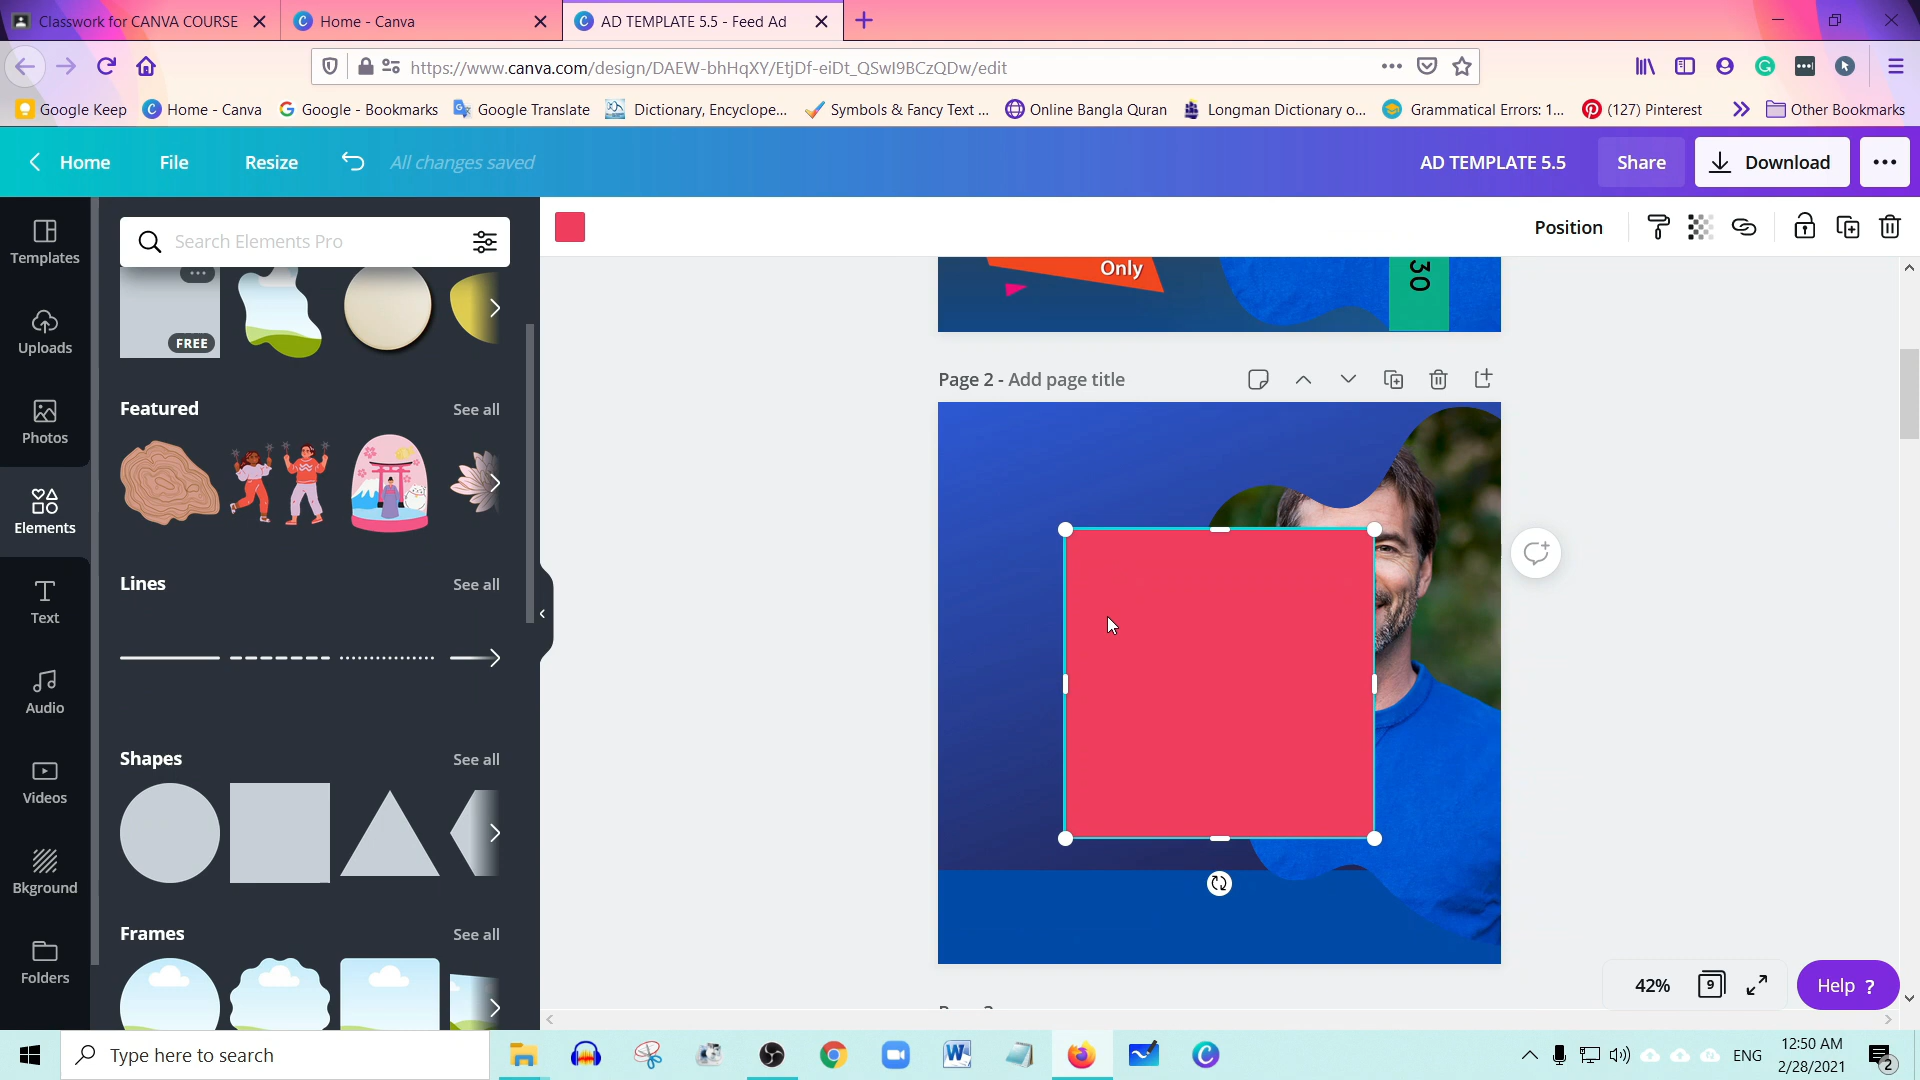 Classwork for CANVA COURSE
Home - Canva
AD TEMPLATE 5.5 - Feed Ad
https://www.canva.com/design/DAEW-bhHqXY/EtjDf-eiDt_QSwI9BCzQDw/edit
Google Keep
Home - Canva
Google - Bookmarks
Google Translate
Dictionary, Encyclope...
Symbols & Fancy Text ...
Online Bangla Quran
Longman Dictionary o...
Grammatical Errors: 1...
(127) Pinterest
Other Bookmarks
Home
File
Resize
All changes saved
AD TEMPLATE 5.5
Share
Download
Templates
Uploads
Photos
Elements
Text
Audio
Videos
Bkground
Folders
Search Elements Pro
FREE
Featured
See all
Lines
See all
Shapes
See all
Frames
See all
Position
Only
30
Page 2 - Add page title
42%
9
Help ?
Type here to search
ENG
12:50 AM
2/28/2021
2